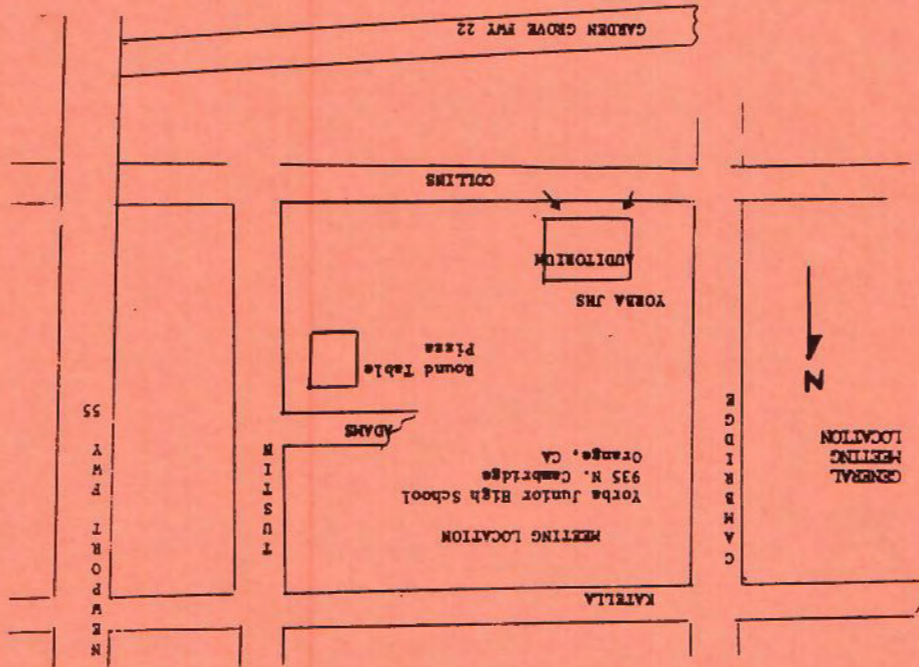 KATELLA
GENERAL
MEETING
LOCATION
N
CAMBRIDGE
MEETING LOCATION
Yorba Junior High School
935 N. Cambridge
Orange, CA
TUSTIN
NEWPORT FWY 55
ADAMS
Round Table
Pizza
YORBA JHS
AUDITORIUM
COLLINS
GARDEN GROVE FWY 22